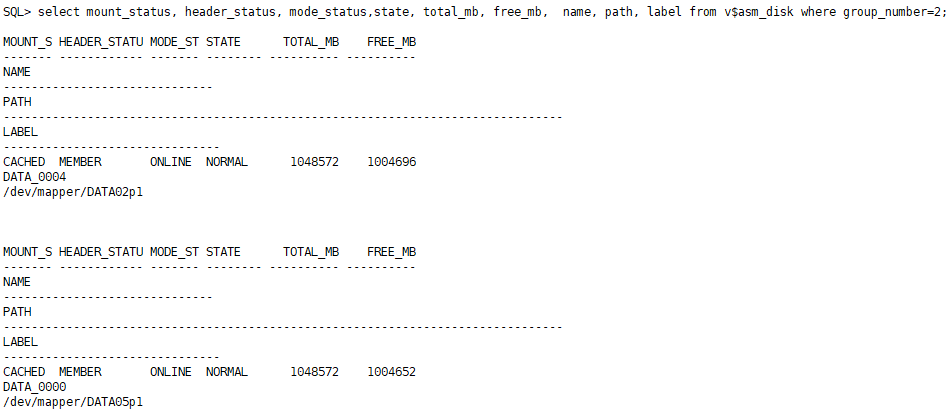 SQL> select mount_status, header_status, mode_status,state, total_mb, free_mb,  name, path, label from v$asm_disk where group_number=2;

MOUNT_S HEADER_STATU MODE_ST STATE      TOTAL_MB    FREE_MB
------- ------------ ------- -------- ---------- ----------
NAME
------------------------------
PATH
--------------------------------------------------------------------------------
LABEL
-------------------------------
CACHED  MEMBER       ONLINE  NORMAL      1048572    1004696
DATA_0004
/dev/mapper/DATA02p1

MOUNT_S HEADER_STATU MODE_ST STATE      TOTAL_MB    FREE_MB
------- ------------ ------- -------- ---------- ----------
NAME
------------------------------
PATH
--------------------------------------------------------------------------------
LABEL
-------------------------------
CACHED  MEMBER       ONLINE  NORMAL      1048572    1004652
DATA_0000
/dev/mapper/DATA05p1